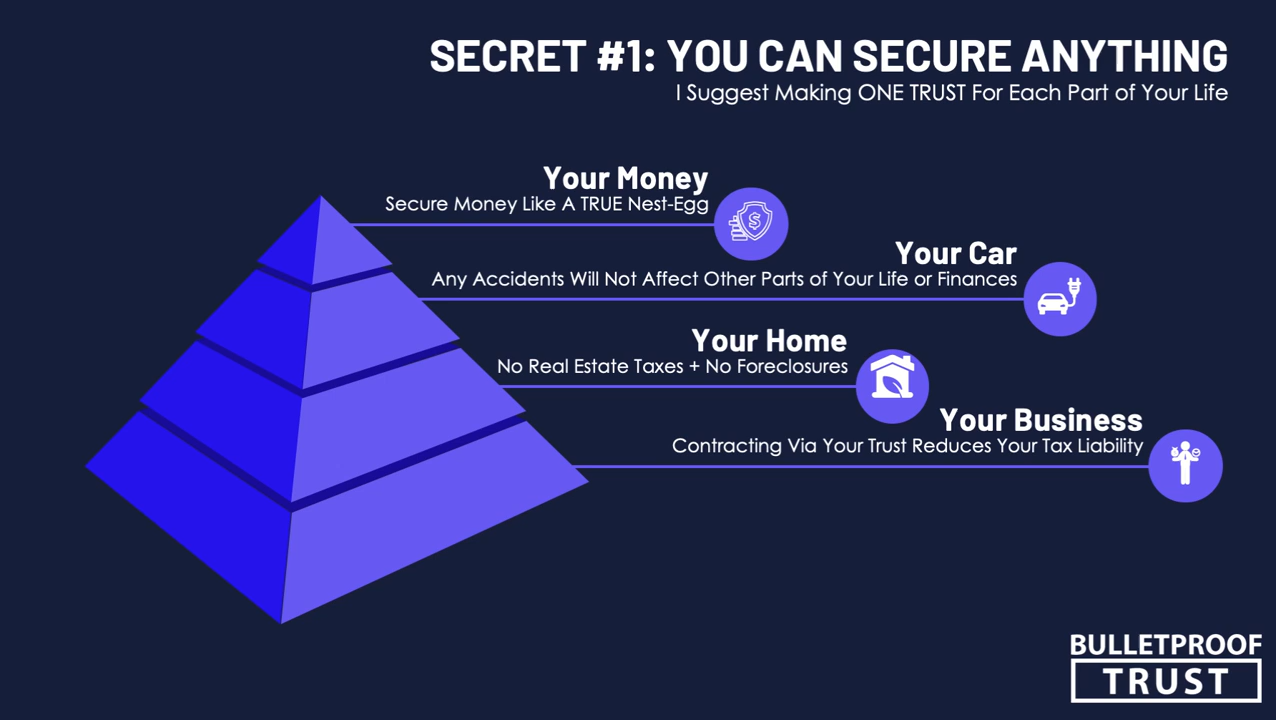 SECRET #1: YOU CAN SECURE ANYTHING
I Suggest Making ONE TRUST For Each Part of Your Life
Your Money
Secure Money Like A TRUE Nest-Egg
$
Your Car
Any Accidents Will Not Affect Other Parts of Your Life or Finances
Your Home
No Real Estate Taxes + No Foreclosures
Your Business
Contracting Via Your Trust Reduces Your Tax Liability
BULLETPROOF
TRUST